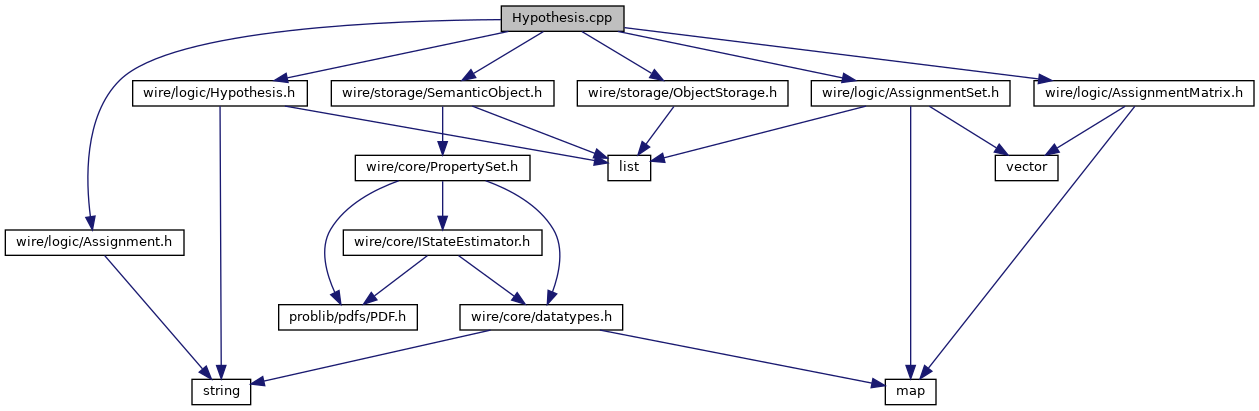 Hypothesis.cpp
wire/logic/Hypothesis.h
wire/storage/SemanticObject.h
wire/storage/ObjectStorage.h
wire/logic/AssignmentSet.h
wire/logic/AssignmentMatrix.h
wire/core/PropertySet.h
list
vector
wire/logic/Assignment.h
wire/core/IStateEstimator.h
problib/pdfs/PDF.h
wire/core/datatypes.h
string
map